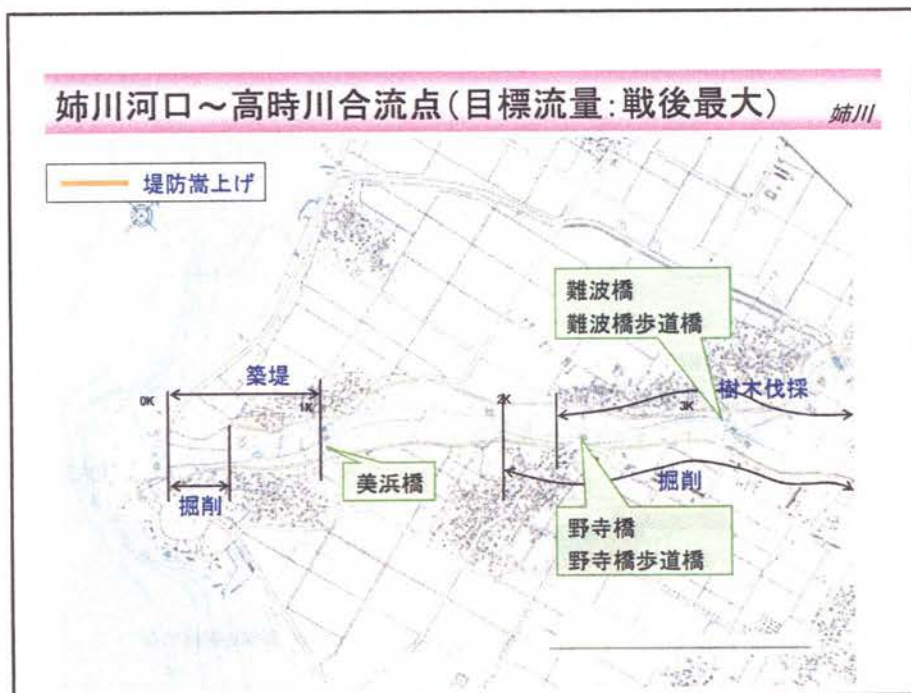 姉川河口～高時川合流点(目標流量:戦後最大)
姉川
堤防嵩上げ
難波橋
難波橋歩道橋
築堤
樹木伐採
0K
1K
2K
3K
美浜橋
掘削
掘削
野寺橋
野寺橋歩道橋